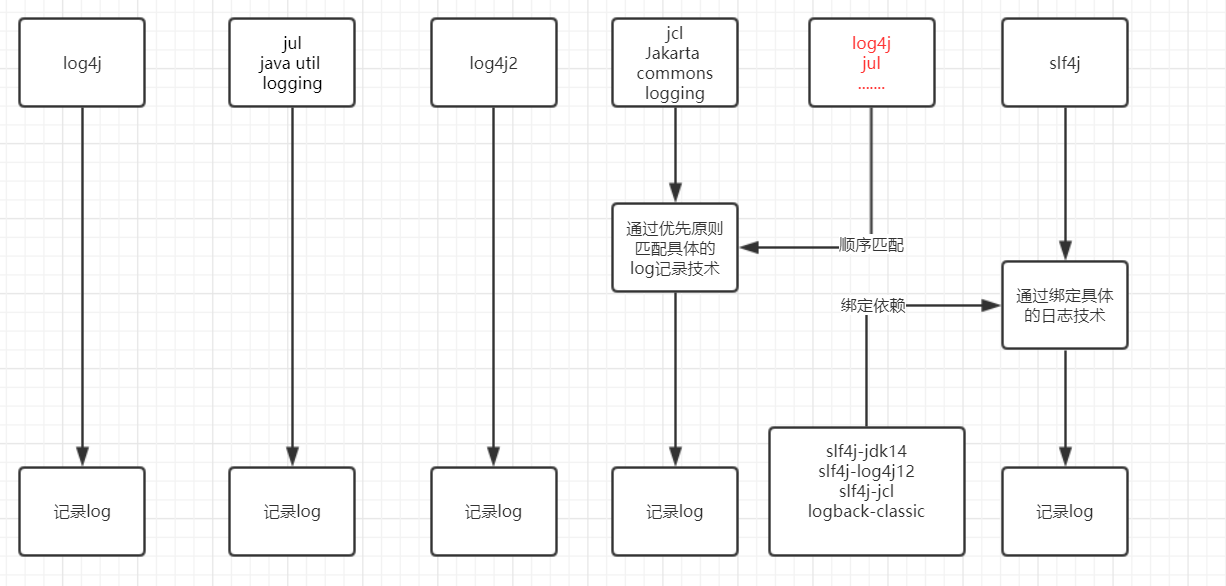 log4j
jul
java util
logging
log4j2
jcl
Jakarta
commons
logging
log4j
jul
.......
slf4j
通过优先原则
匹配具体的
log记录技术
顺序匹配
绑定依赖
通过绑定具体
的日志技术
slf4j-jdk14
slf4j-log4j12
slf4j-jcl
logback-classic
记录log
记录log
记录log
记录log
记录log